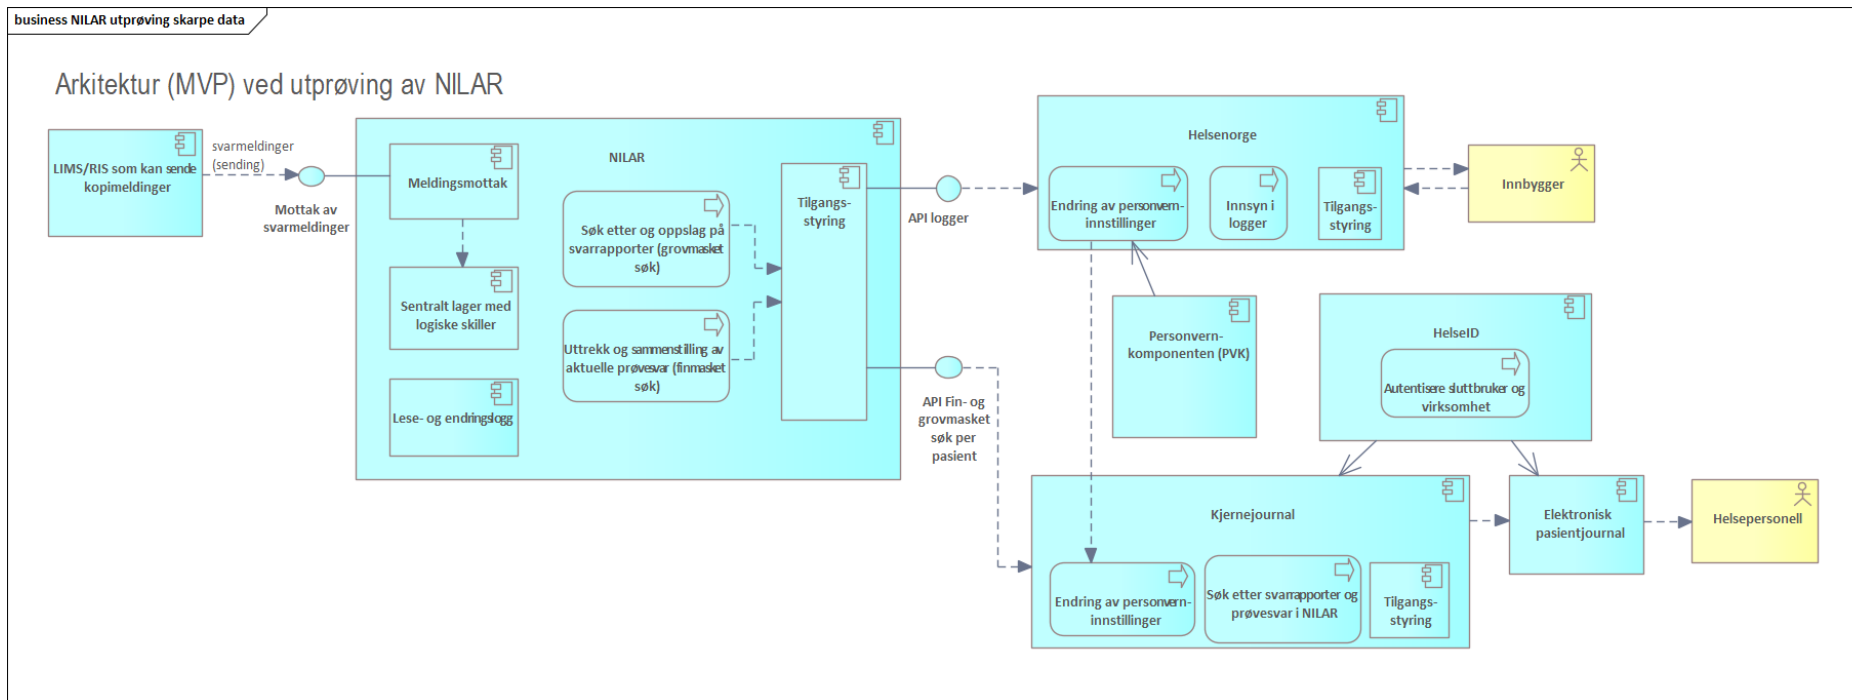 business NILAR utprøving skarpe data
Arkitektur (MVP) ved utprøving av NILAR
LIMS/RIS som kan sende
kopimeldinger
svarmeldinger
(sending)
Mottak av
svarmeldinger
NILAR
Meldingsmottak
Sentralt lager med
logiske skiller
Lese- og endringslogg
Søk etter og oppslag på
svarrapporter (grovmasket
søk)
Uttrekk og sammenstilling av
aktuelle prøvesvar (finmasket
søk)
Tilgangs-
styring
API logger
API Fin- og
grovmasket
søk per
pasient
Helsenorge
Endring av personvern-
innstillinger
Innsyn i
logger
Tilgangs-
styring
Innbygger
Personvern-
komponenten (PVK)
HelseID
Autentisere sluttbruker og
virksomhet
Kjernejournal
Endring av personvern-
innstillinger
Søk etter svarrapporter og
prøvesvar i NILAR
Tilgangs-
styring
Elektronisk
pasientjournal
Helsepersonell